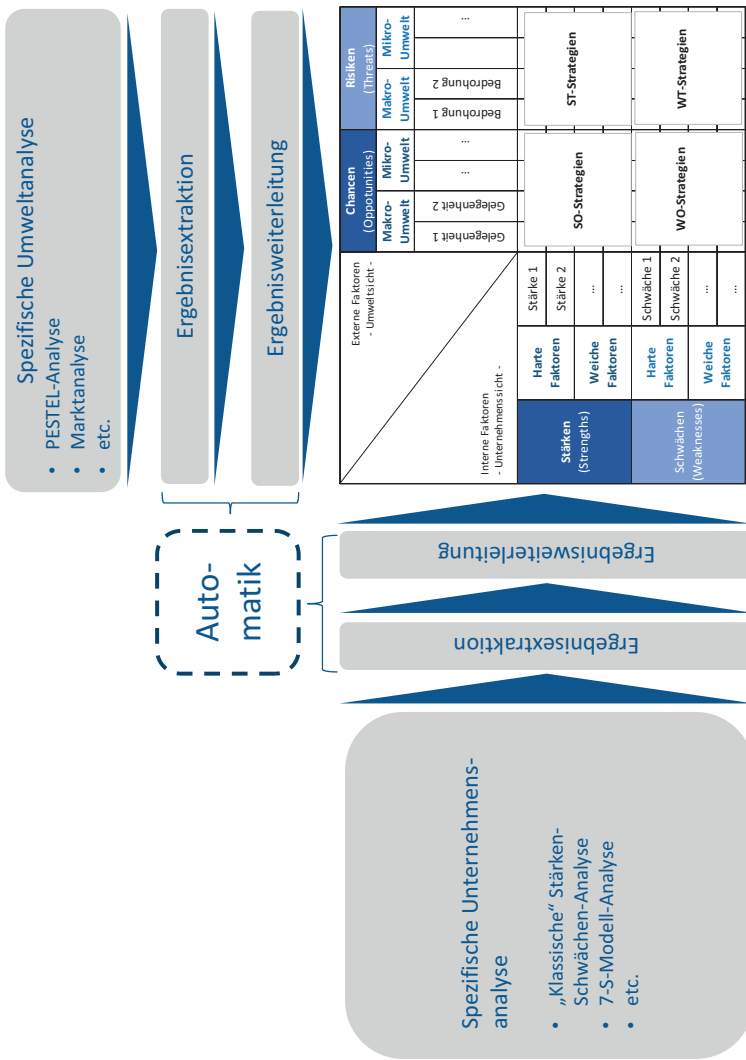 Spezifische Umweltanalyse
• PESTEL-Analyse
• Marktanalyse
• etc.
Ergebnisextraktion
Ergebnisweiterleitung
Auto-
matik
Spezifische Unternehmens-
analyse
• „Klassische“ Stärken-
Schwächen-Analyse
• 7-S-Modell-Analyse
• etc.
Ergebnisextraktion
Ergebnisweiterleitung
Externe Faktoren
- Umweltsicht -
Interne Faktoren
- Unternehmenssicht -
Chancen
(Oppotunities)
Risiken
(Threats)
Makro-
Umwelt
Mikro-
Umwelt
Makro-
Umwelt
Mikro-
Umwelt
Gelegenheit 1
Gelegenheit 2
...
...
Bedrohung 1
Bedrohung 2
...
Stärken
(Strengths)
Harte
Faktoren
Stärke 1
Stärke 2
Weiche
Faktoren
...
...
SO-Strategien
ST-Strategien
Schwächen
(Weaknesses)
Harte
Faktoren
Schwäche 1
Schwäche 2
Weiche
Faktoren
...
...
WO-Strategien
WT-Strategien